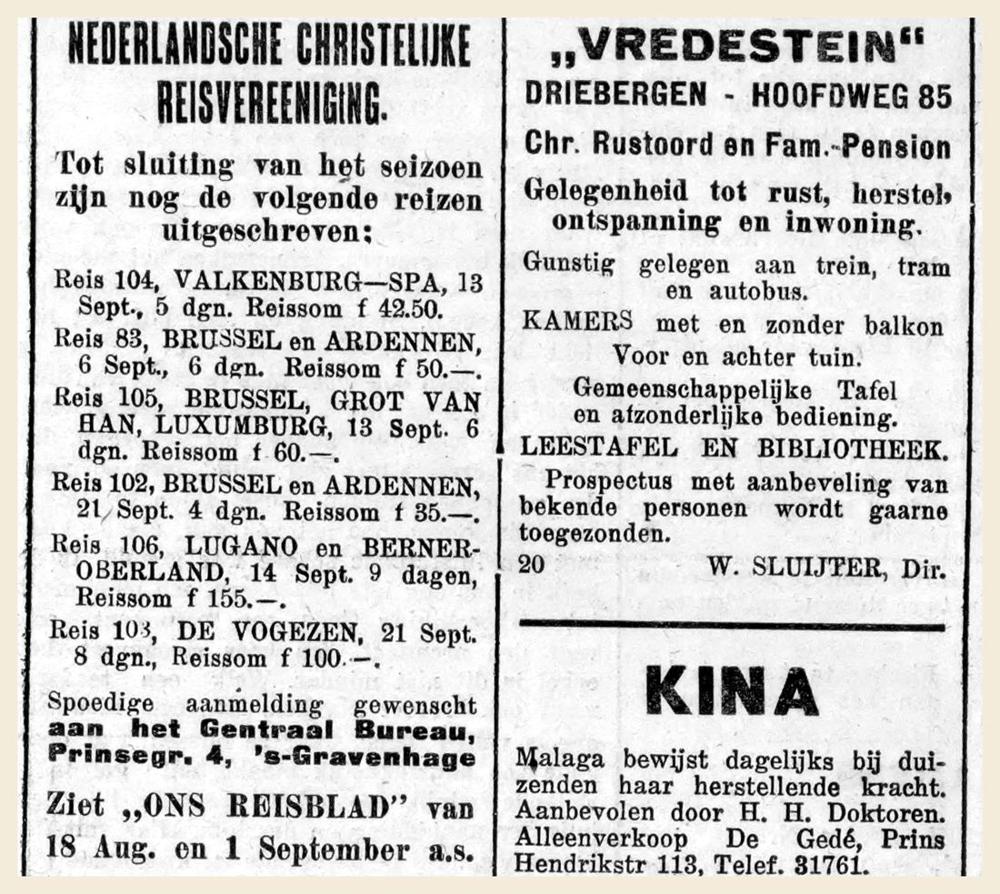 NEDERLANDSCHE CHRISTELIJKE
REISVEREENIGING.
Tot sluiting van het seizoen
zijn nog de volgende reizen
uitgeschreven:
Reis 104, VALKENBURG—SPA, 13
Sept., 5 dgn. Reissom f 42.50.
Reis 83, BRUSSEL en ARDENNEN,
6 Sept., 6 dgn. Reissom f 50.—.
Reis 105, BRUSSEL, GROT VAN
HAN, LUXUMBURG, 13 Sept. 6
dgn. Reissom f 60.—.
Reis 102, BRUSSEL en ARDENNEN,
21 Sept. 4 dgn. Reissom f 35.—.
Reis 106, LUGANO en BERNER-
OBERLAND, 14 Sept. 9 dagen,
Reissom f 155.—.
Reis 103, DE VOGEZEN, 21 Sept.
8 dgn., Reissom f 100.—.
Spoedige aanmelding gewenscht
aan het Gentraal Bureau,
Prinsegr. 4, 's-Gravenhage
Ziet „ONS REISBLAD” van
18 Aug. en 1 September a.s.
„VREDESTEIN“
DRIEBERGEN - HOOFDWEG 85
Chr. Rustoord en Fam.-Pension
Gelegenheid tot rust, herstel,
ontspanning en inwoning.
Gunstig gelegen aan trein, tram
en autobus.
KAMERS met en zonder balkon
Voor en achter tuin.
Gemeenschappelijke Tafel
en afzonderlijke bediening.
LEESTAFEL EN BIBLIOTHEEK.
Prospectus met aanbeveling van
bekende personen wordt gaarne
toegezonden.
20 W. SLUIJTER, Dir.
KINA
Malaga bewijst dagelijks bij dui-
zenden haar herstellende kracht.
Aanbevolen door H. H. Doktoren.
Alleenverkoop De Gedé, Prins
Hendrikstr 113, Telef. 31761.